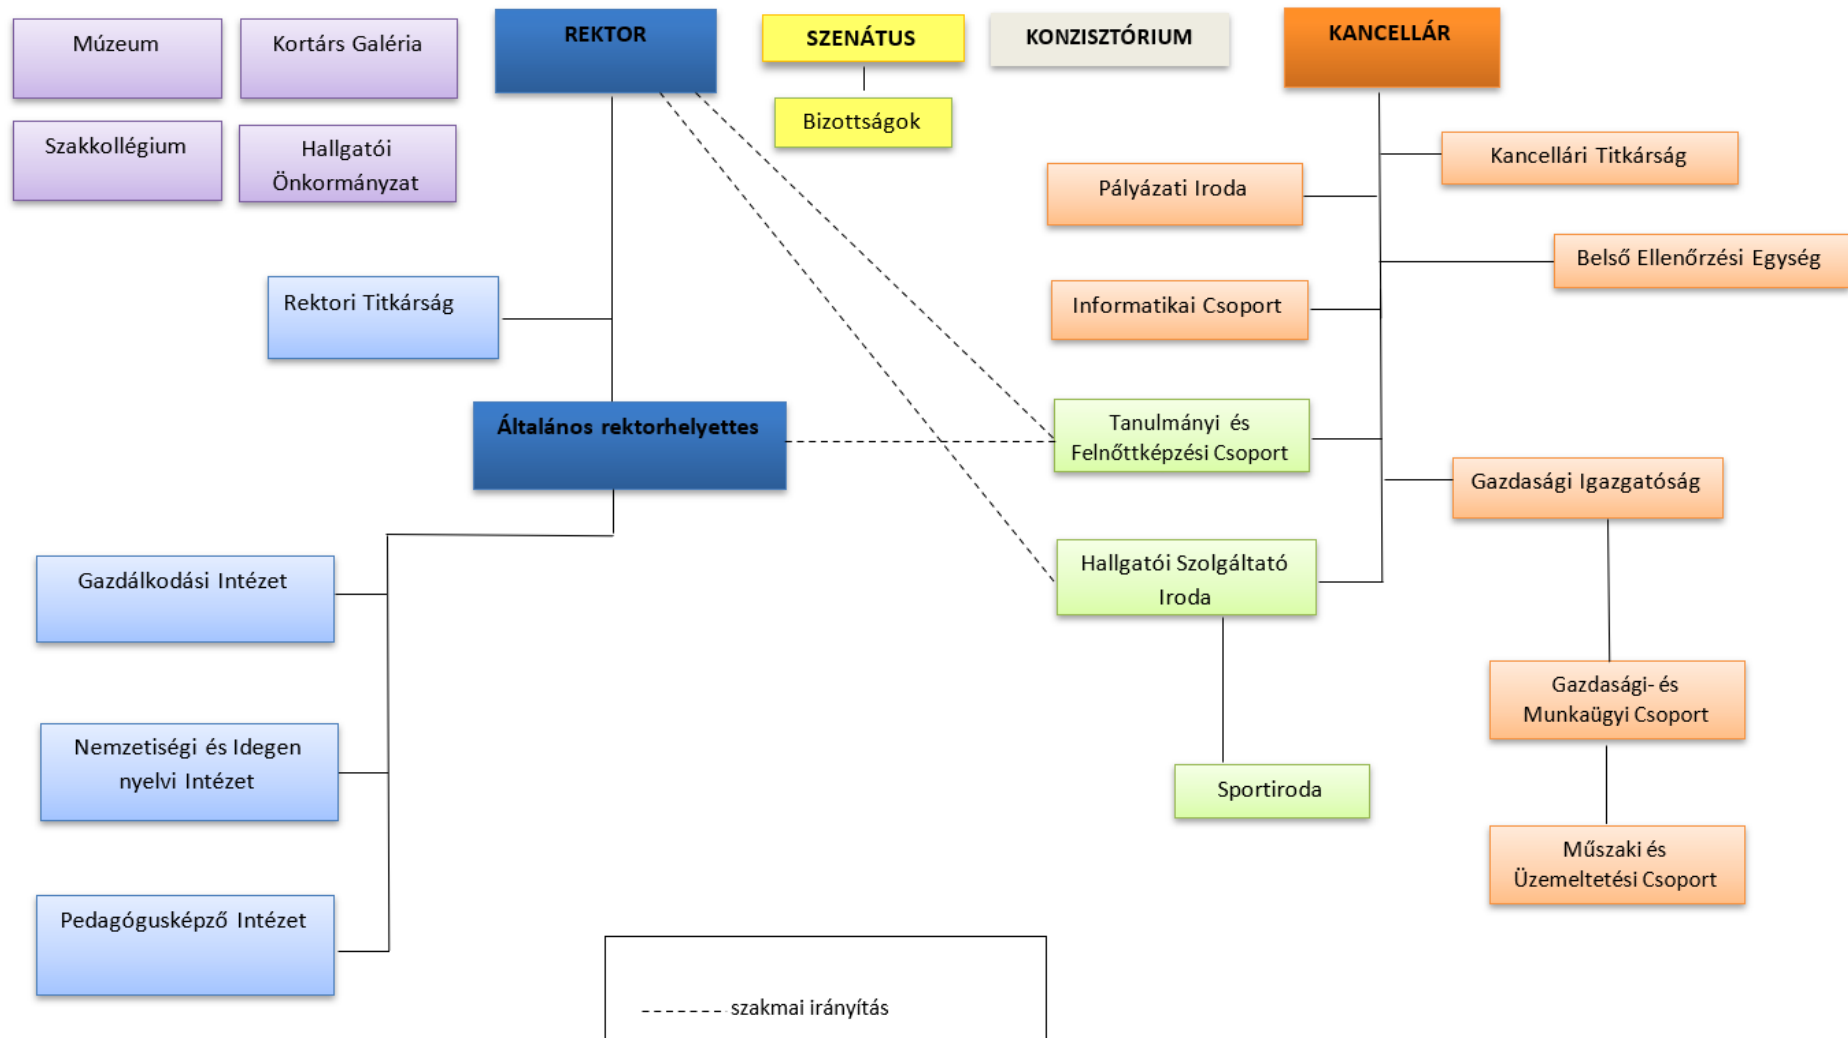 Múzeum
Kortárs Galéria
REKTOR
SZENÁTUS
KONZISZTÓRIUM
KANCELLÁR
Bizottságok
Szakkollégium
Hallgatói
Önkormányzat
Kancellári Titkárság
Pályázati Iroda
Belső Ellenőrzési Egység
Rektori Titkárság
Informatikai Csoport
Általános rektorhelyettes
Tanulmányi és
Felnőttképzési Csoport
Gazdasági Igazgatóság
Gazdálkodási Intézet
Hallgatói Szolgáltató
Iroda
Gazdasági- és
Munkaügyi Csoport
Nemzetiségi és Idegen
nyelvi Intézet
Sportiroda
Műszaki és
Üzemeltetési Csoport
Pedagógusképző Intézet
szakmai irányítás